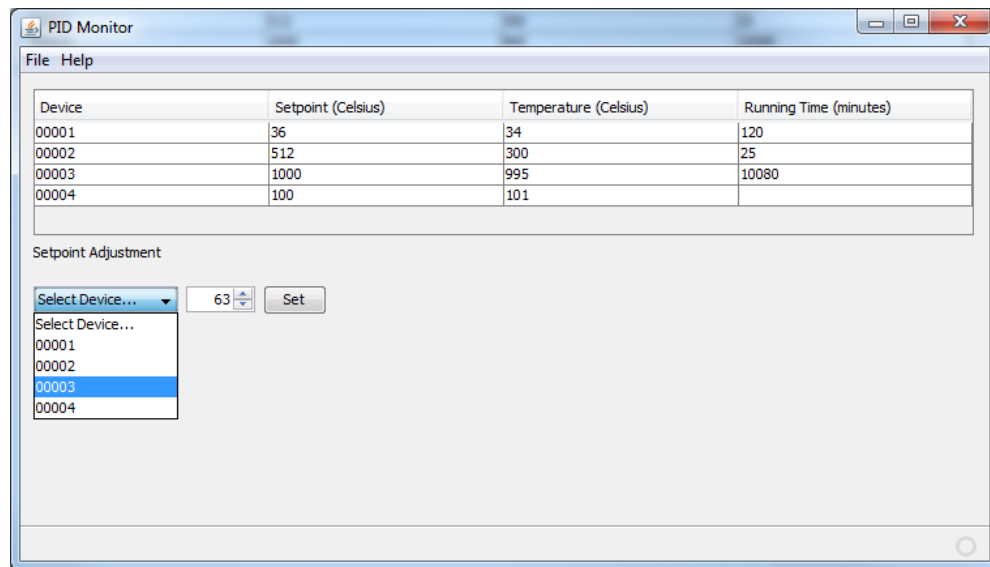 PID Monitor
File Help
Device Setpoint (Celsius) Temperature (Celsius) Running Time (minutes)
00001 36 34 120
00002 512 300 25
00003 1000 995 10080
00004 100 101
Setpoint Adjustment
Select Device... 63 Set
Select Device...
00001
00002
00003
00004